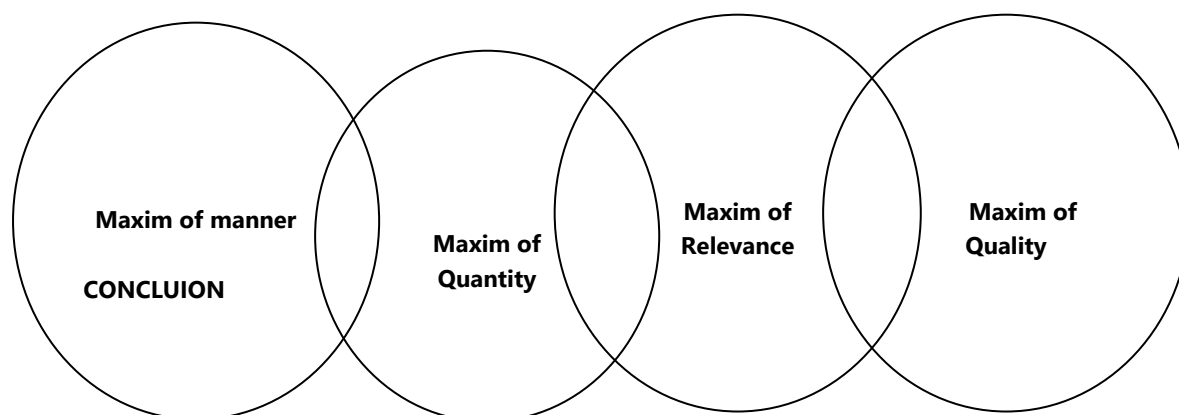 Maxim of manner
CONCLUION
Maxim of
Quantity
Maxim of
Relevance
Maxim of
Quality